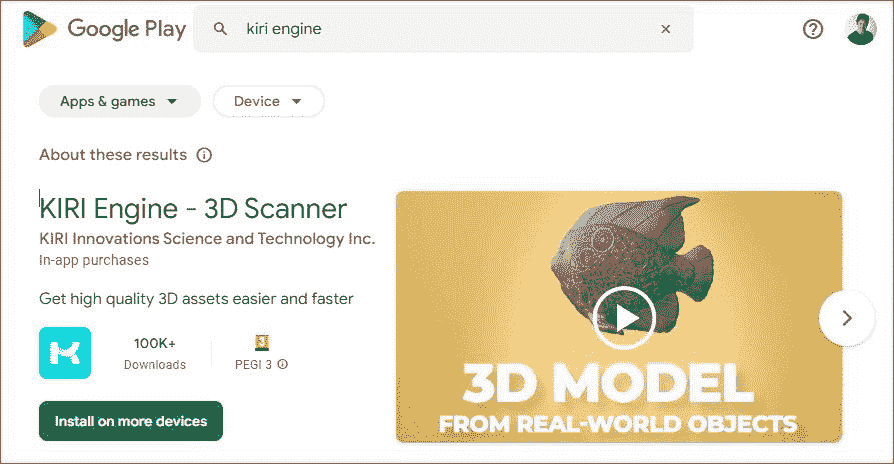 Google Play
kiri engine
Apps & games
Device
About these results
KIRI Engine - 3D Scanner
KIRI Innovations Science and Technology Inc.
In-app purchases
Get high quality 3D assets easier and faster
100K+
Downloads
3
PEGI 3
Install on more devices
3D MODEL
FROM REAL-WORLD OBJECTS